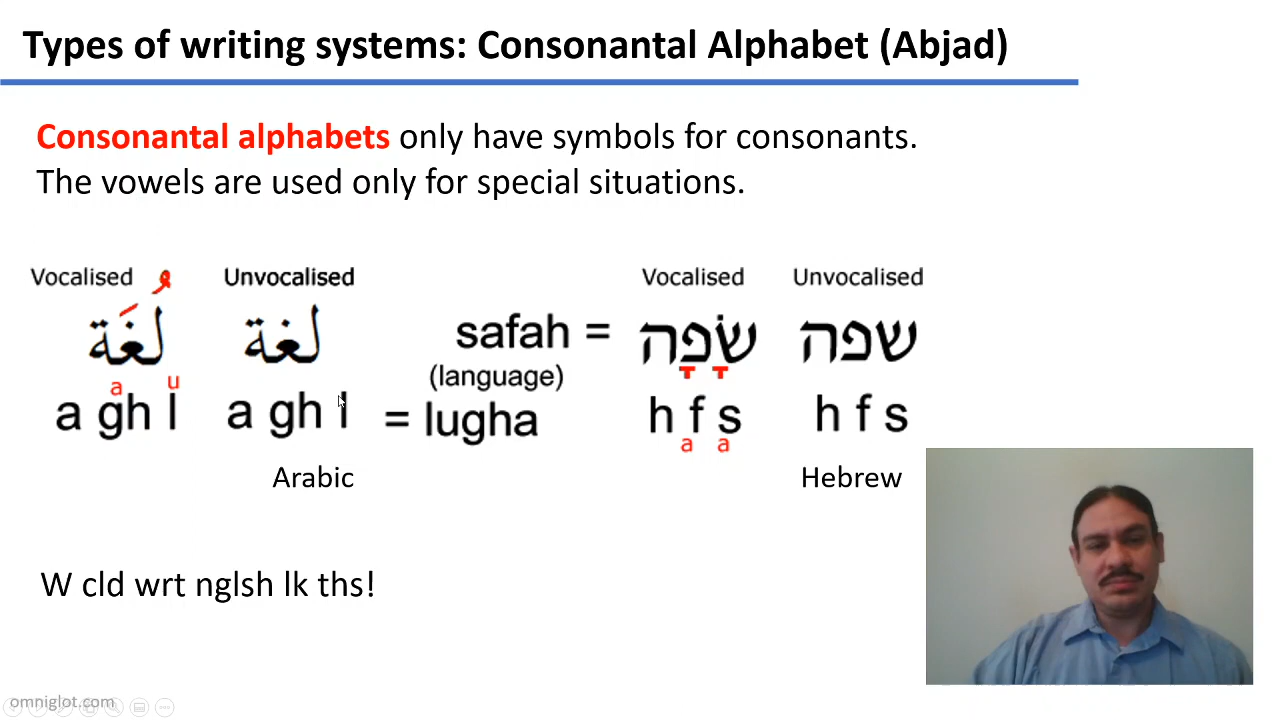 Types of writing systems: Consonantal Alphabet (Abjad)
Consonantal alphabets only have symbols for consonants.
The vowels are used only for special situations.
Vocalised Unvocalised
لُغَة لغة
a u
a gh l a gh l = lugha
Arabic
Vocalised Unvocalised
safah = שָׂפָה שפה
(language)
h f s h f s
a a
Hebrew
W cld wrt nglsh lk ths!
omniglot.com